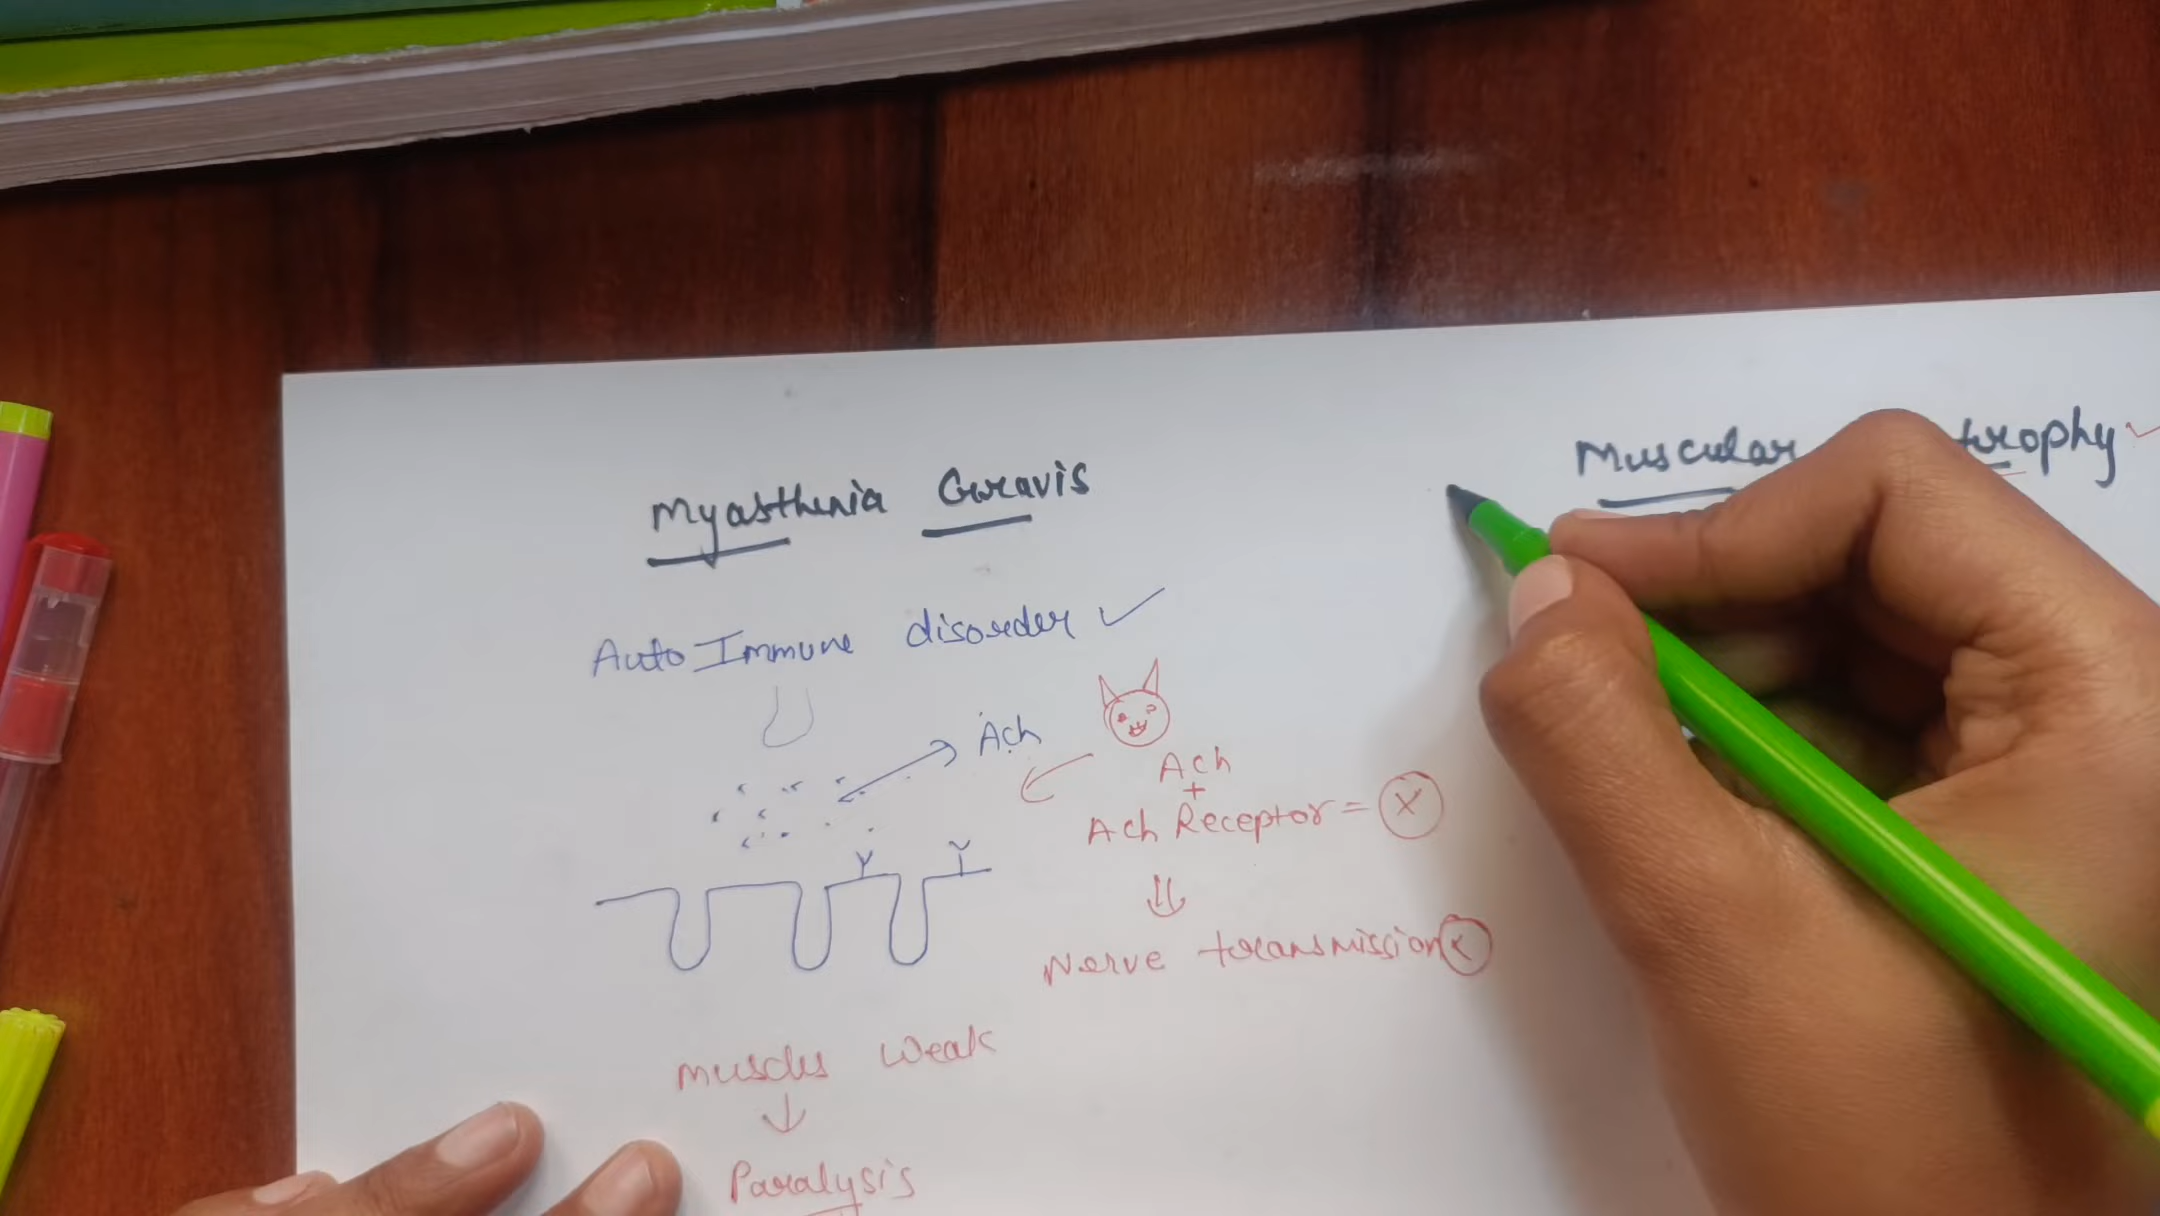 Myasthenia Gravis
Muscular trophy
Auto Immune disorder
Ach
Ach
+
Ach Receptor = X
Nerve transmission X
Muscles Weak
Paralysis